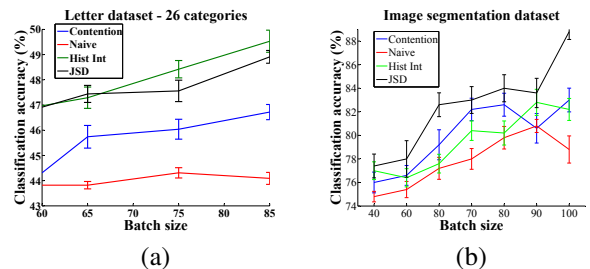 Letter dataset - 26 categories
Classification accuracy (%)
50
49
48
47
46
45
44
43
Contention
Naive
Hist Int
JSD
60 65 75 85
Batch size
(a)
Image segmentation dataset
Classification accuracy (%)
88
86
84
82
80
78
76
74
Contention
Naive
Hist Int
JSD
40 60 80 70 80 90 100
Batch size
(b)